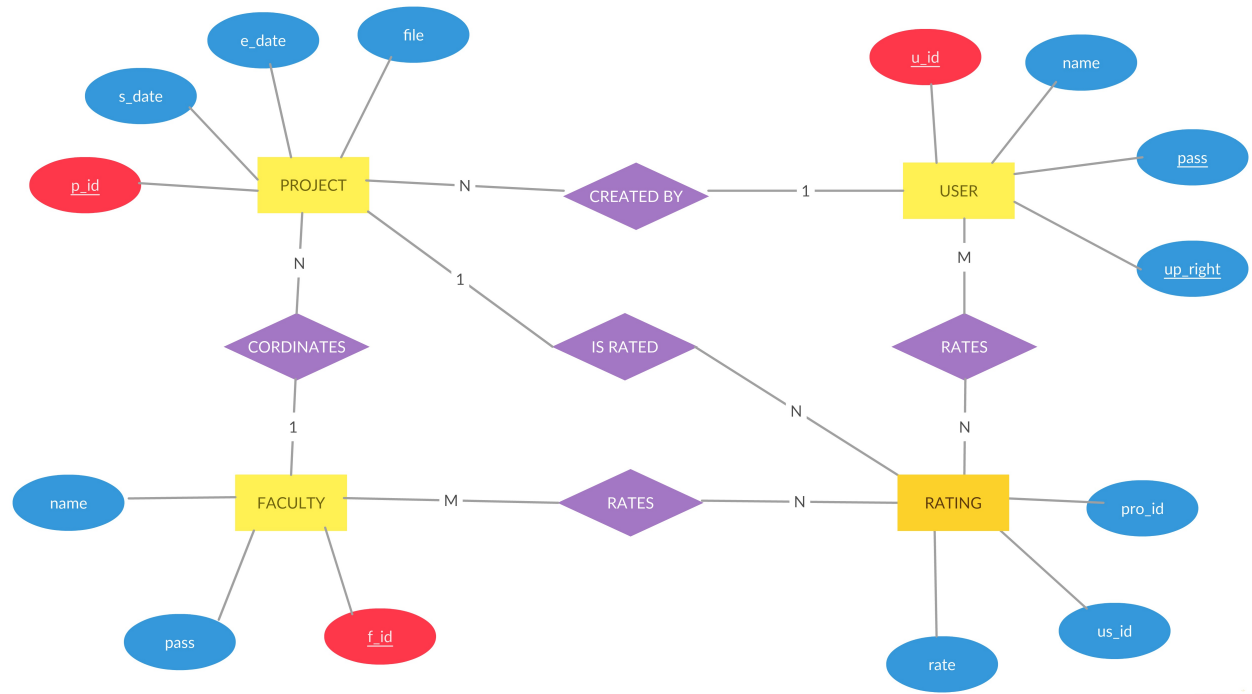 file
e_date
u_id
name
s_date
pass
p_id
PROJECT
N
CREATED BY
1
USER
M
up_right
N
1
CORDINATES
IS RATED
RATES
N
1
N
name
FACULTY
M
RATES
N
RATING
pro_id
pass
f_id
us_id
rate